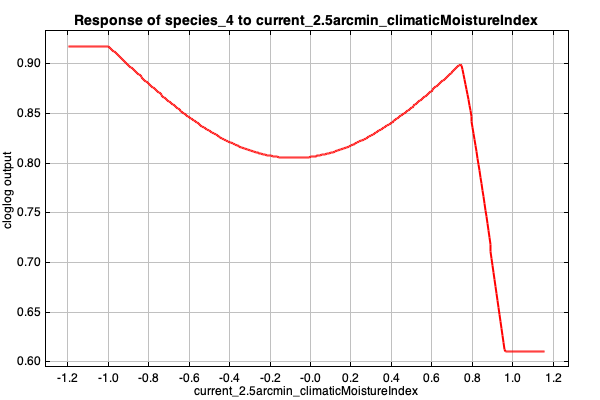 Response of species_4 to current_2.5arcmin_climaticMoistureIndex
cloglog output
0.90
0.85
0.80
0.75
0.70
0.65
0.60
-1.2 -1.0 -0.8 -0.6 -0.4 -0.2 -0.0 0.2 0.4 0.6 0.8 1.0 1.2
current_2.5arcmin_climaticMoistureIndex